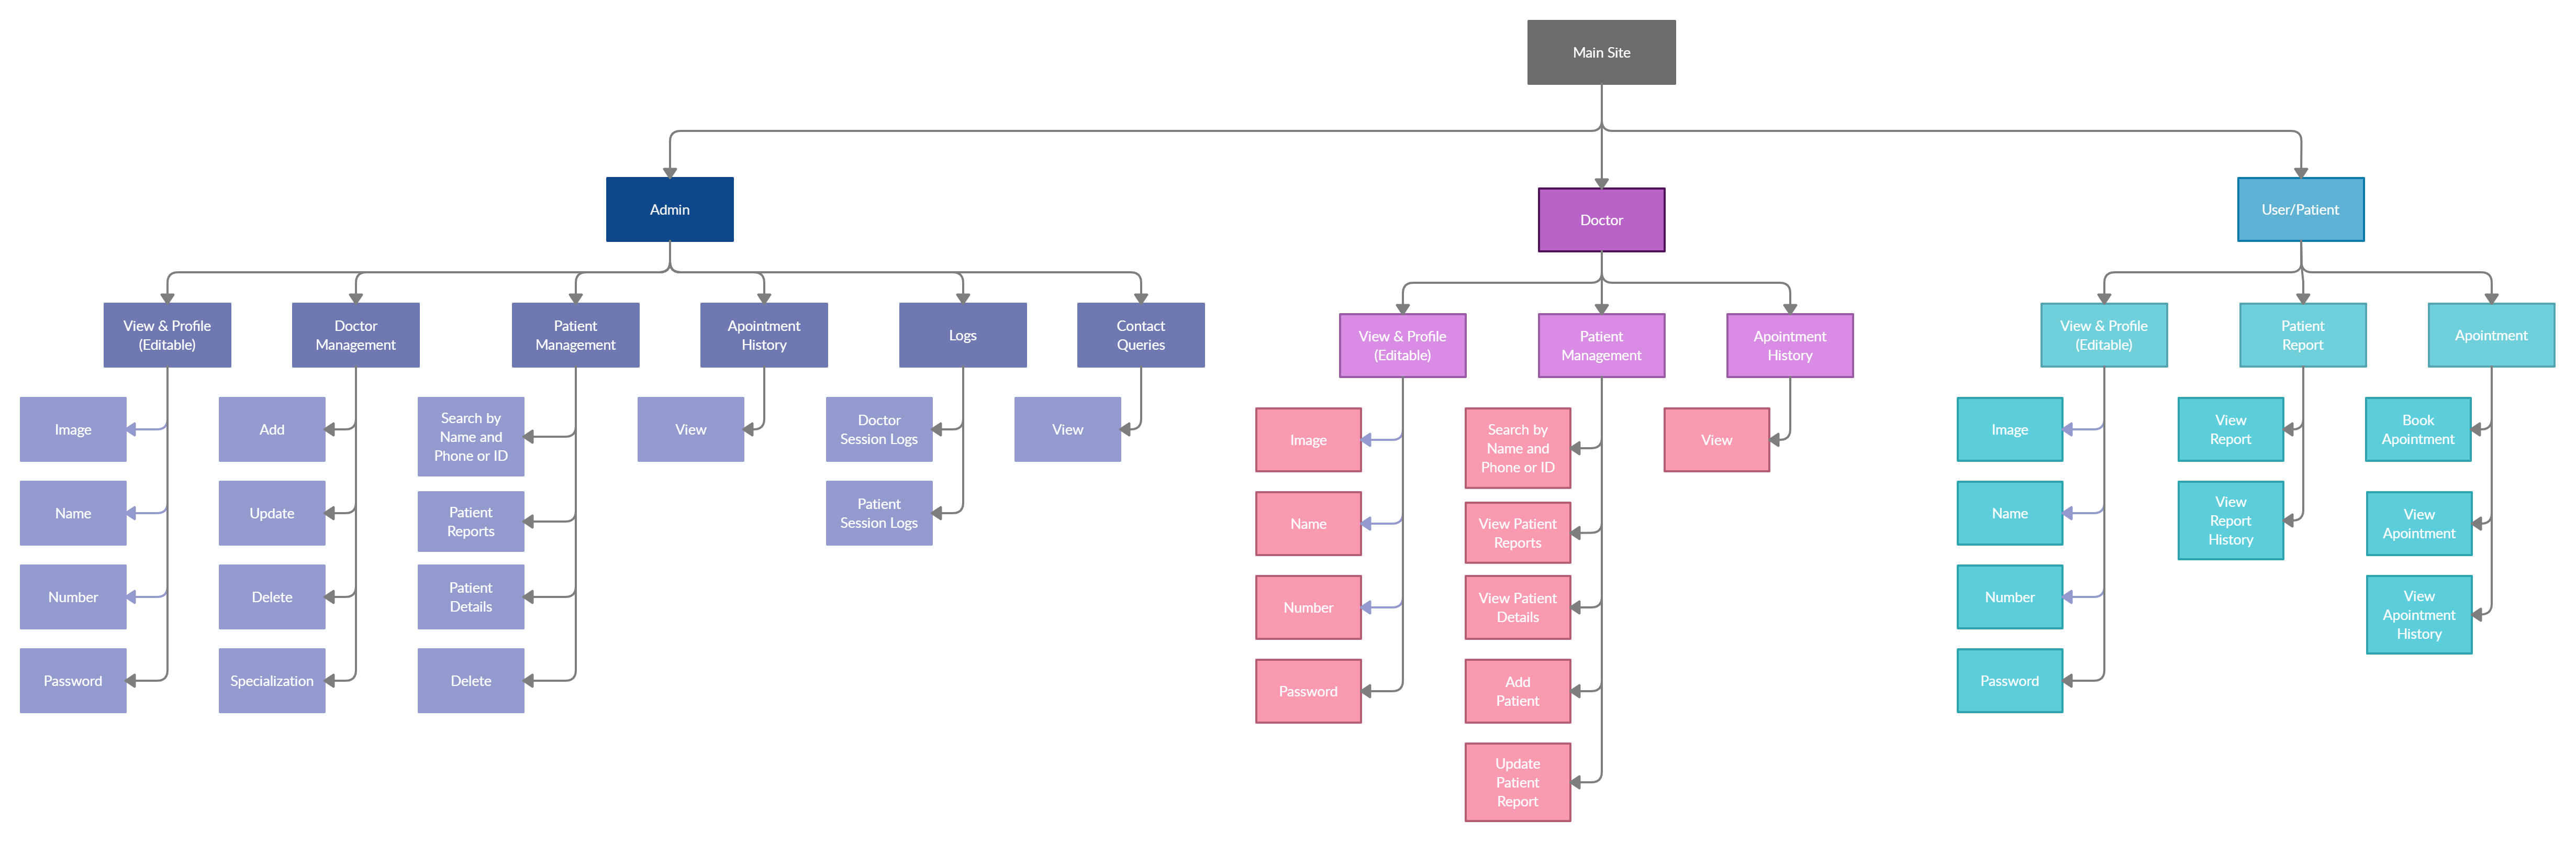 Main Site
Admin
Doctor
User/Patient
View & Profile
(Editable)
Doctor
Management
Patient
Management
Apointment
History
Logs
Contact
Queries
View & Profile
(Editable)
Patient
Management
Apointment
History
View & Profile
(Editable)
Patient
Report
Apointment
Image
Name
Number
Password
Add
Update
Delete
Specialization
Search by
Name and
Phone or ID
Patient
Reports
Patient
Details
Delete
View
Doctor
Session Logs
Patient
Session Logs
View
Image
Name
Number
Password
Search by
Name and
Phone or ID
View Patient
Reports
View Patient
Details
Add
Patient
Update
Patient
Report
View
Image
Name
Number
Password
View
Report
View
Report
History
Book
Apointment
View
Apointment
View
Apointment
History